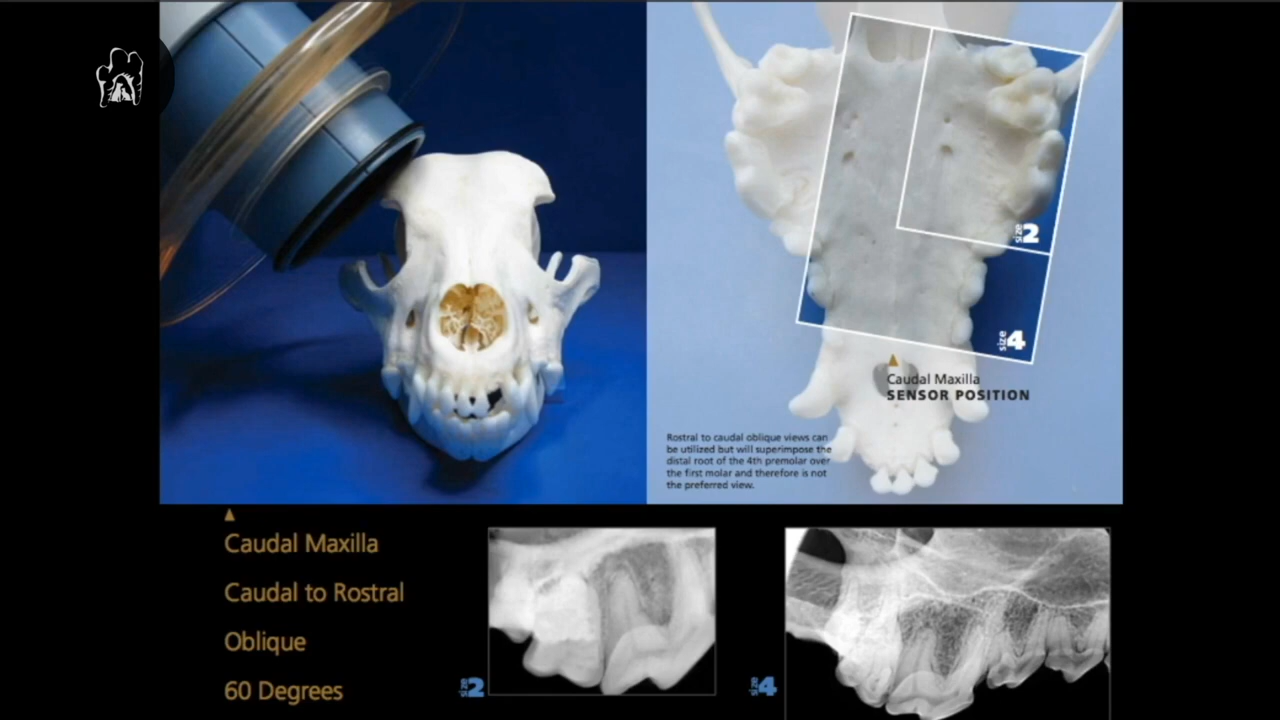 size 2
size 4
Caudal Maxilla
SENSOR POSITION
Rostral to caudal oblique views can
be utilized but will superimpose the
distal root of the 4th premolar over
the first molar and therefore is not
the preferred view.
Caudal Maxilla
Caudal to Rostral
Oblique
60 Degrees
size 2
size 4